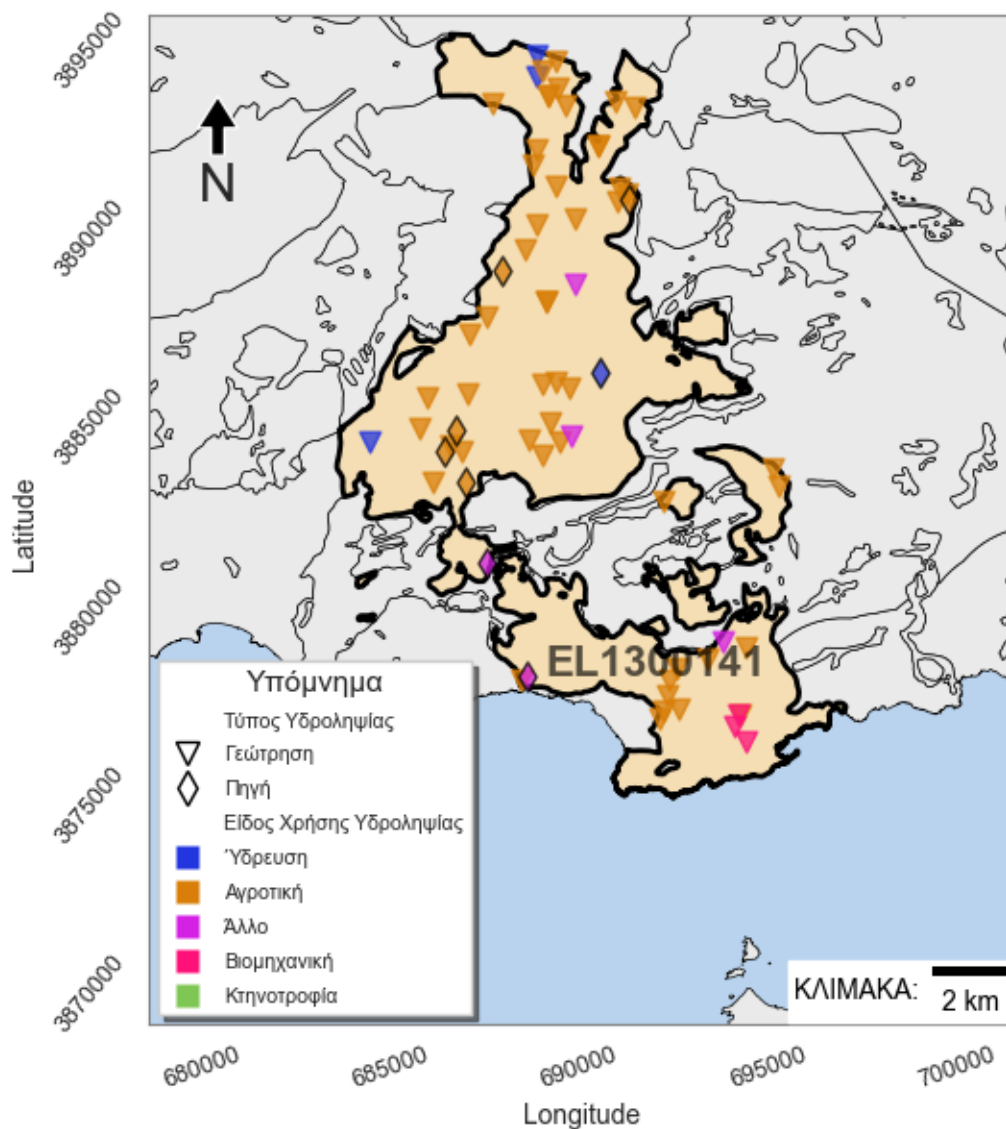 3895000
N
3890000
3885000
Latitude
3880000
EL1300141
Υπόμνημα
Τύπος Υδροληψίας
Γεώτρηση
Πηγή
Είδος Χρήσης Υδροληψίας
Ύδρευση
Αγροτική
Άλλο
Βιομηχανική
Κτηνοτροφία
3875000
3870000
ΚΛΙΜΑΚΑ:
2 km
680000 685000 690000 695000 700000
Longitude